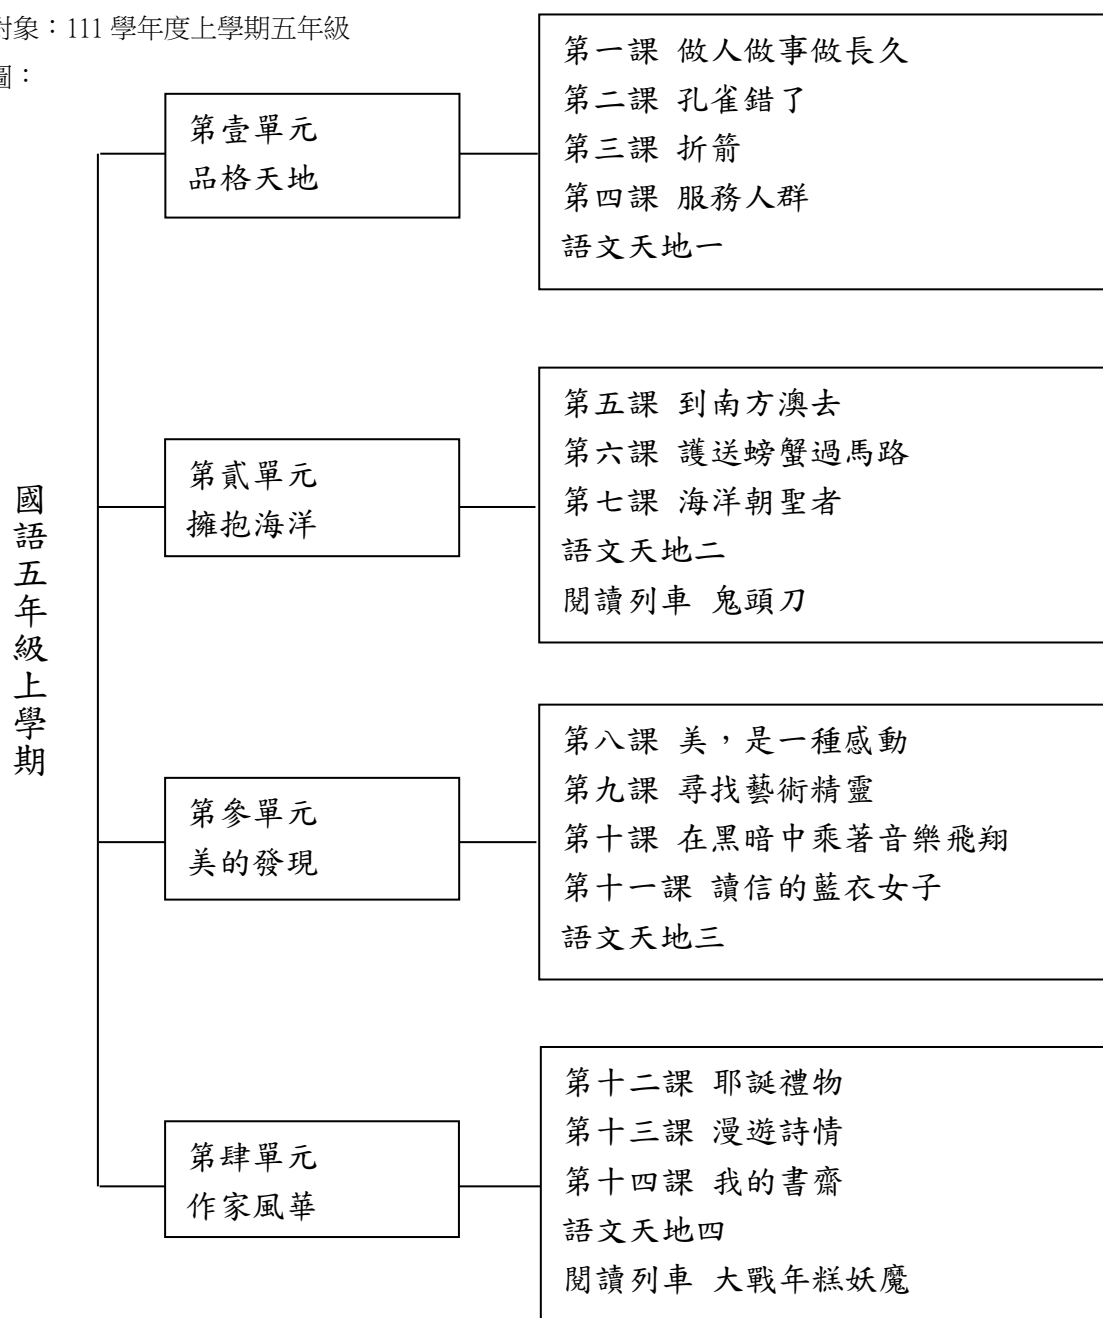 對象：111 學年度上學期五年級
圖：
國語五年級上學期
第壹單元
品格天地
第一課 做人做事做長久
第二課 孔雀錯了
第三課 折箭
第四課 服務人群
語文天地一
第貳單元
擁抱海洋
第五課 到南方澳去
第六課 護送螃蟹過馬路
第七課 海洋朝聖者
語文天地二
閱讀列車 鬼頭刀
第參單元
美的發現
第八課 美，是一種感動
第九課 尋找藝術精靈
第十課 在黑暗中乘著音樂飛翔
第十一課 讀信的藍衣女子
語文天地三
第肆單元
作家風華
第十二課 耶誕禮物
第十三課 漫遊詩情
第十四課 我的書齋
語文天地四
閱讀列車 大戰年糕妖魔